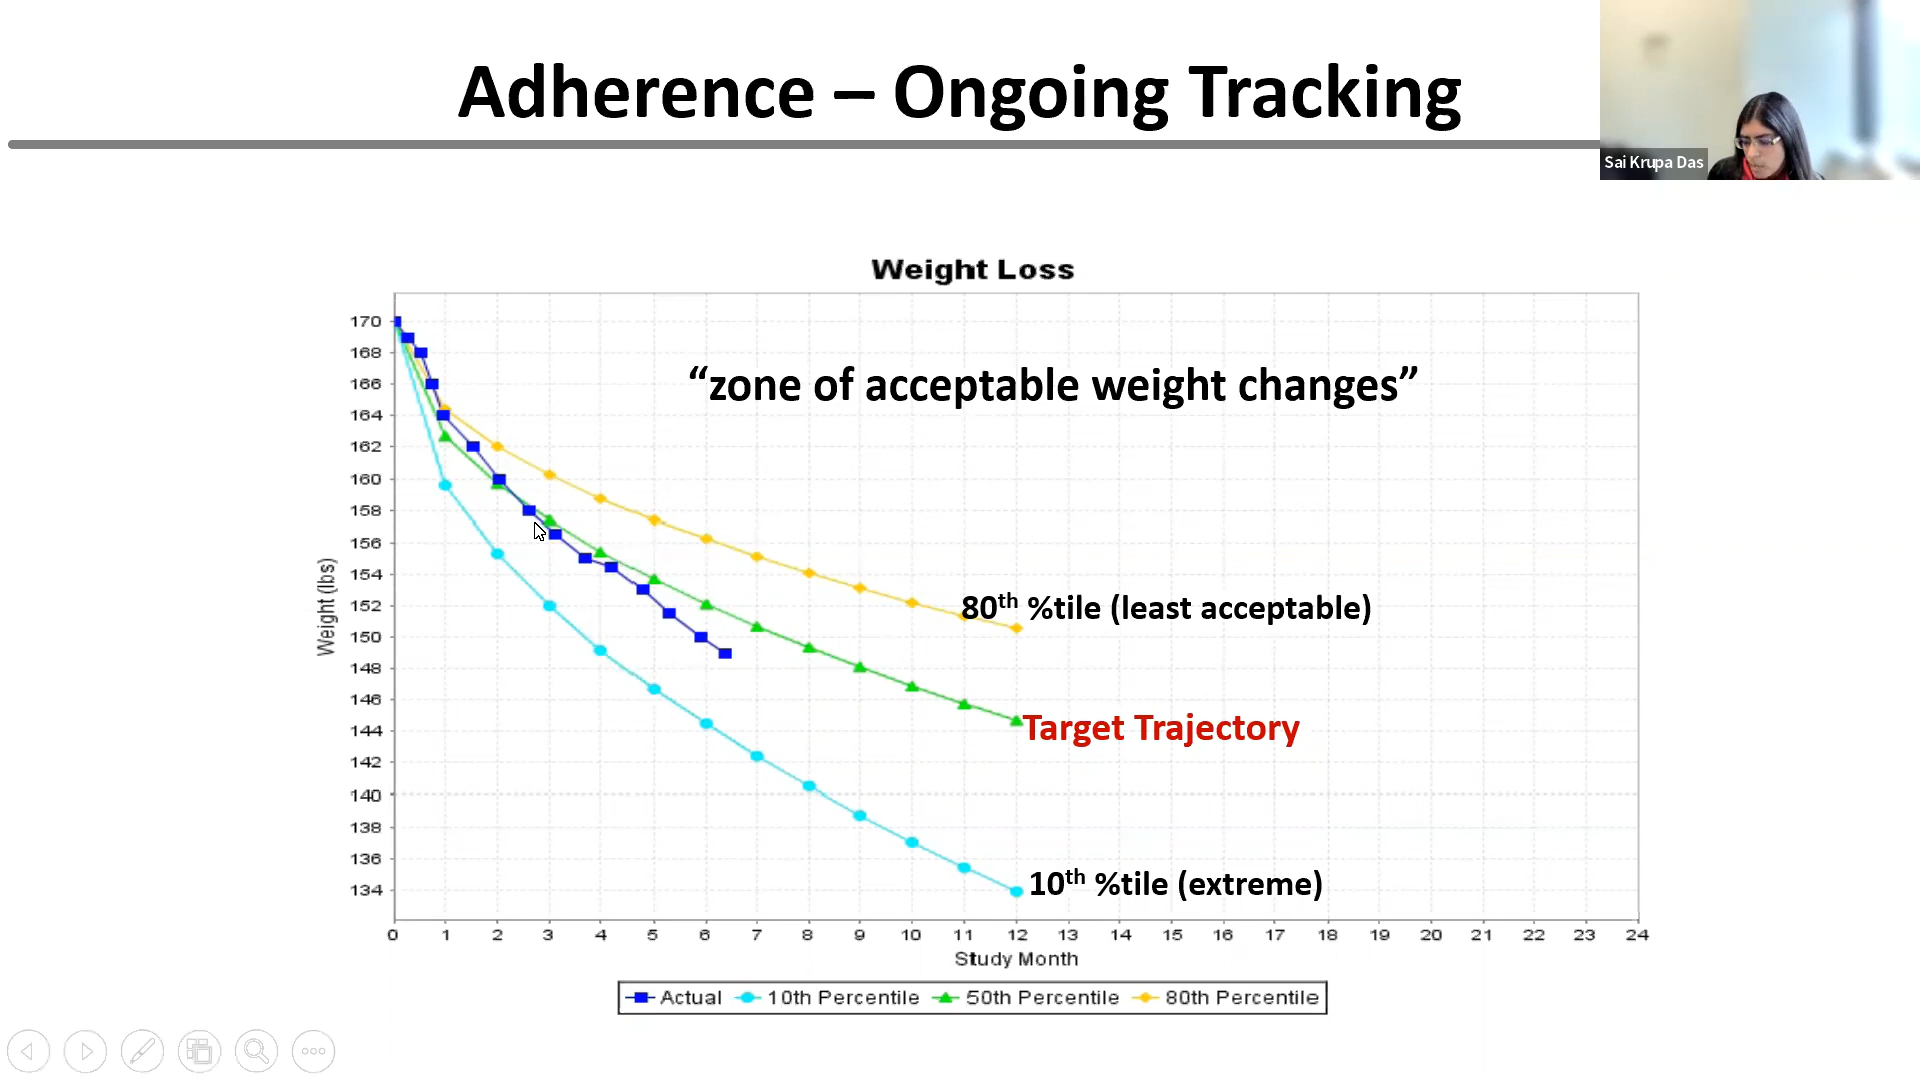 Adherence – Ongoing Tracking
Sai Krupa Das
Weight Loss
“zone of acceptable weight changes”
170
168
166
164
162
160
158
156
154
152
150
148
146
144
142
140
138
136
134
Weight (lbs)
80th %tile (least acceptable)
Target Trajectory
10th %tile (extreme)
0 1 2 3 4 5 6 7 8 9 10 11 12 13 14 15 16 17 18 19 20 21 22 23 24
Study Month
Actual 10th Percentile 50th Percentile 80th Percentile